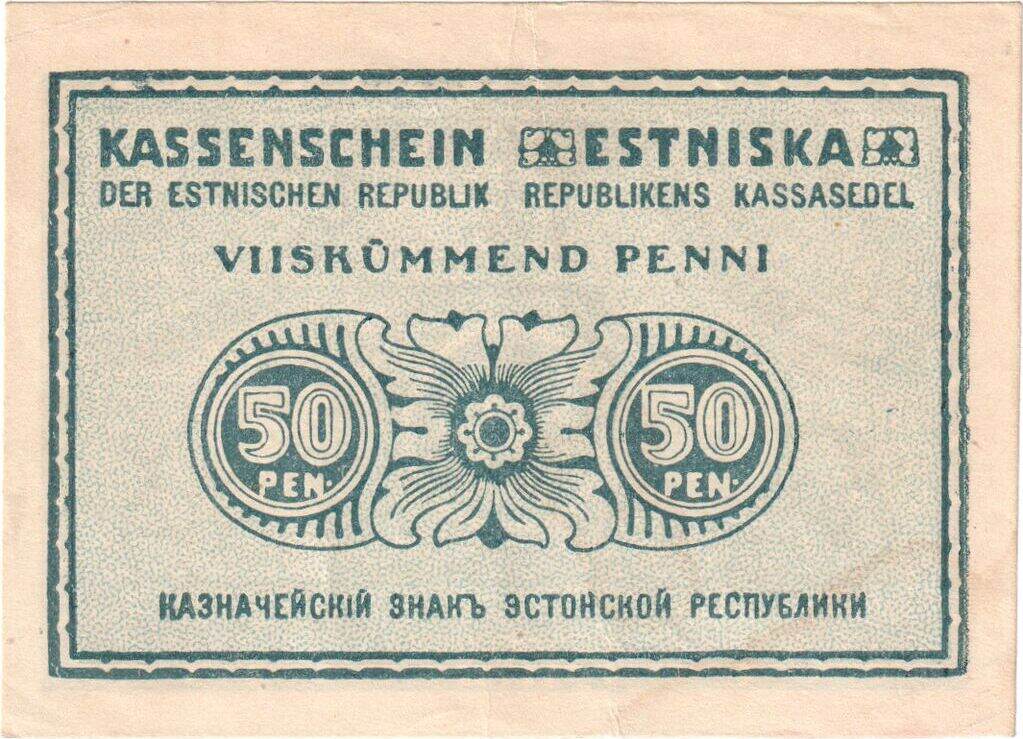 KASSENSCHEIN ESTNISKA
DER ESTNISCHEN REPUBLIK REPUBLIKENS KASSASEDEL
VIISKÜMMEND PENNI
50 50
PEN. PEN.
КАЗНАЧЕЙСКІЙ ЗНАКЪ ЭСТОНСКОЙ РЕСПУБЛИКИ